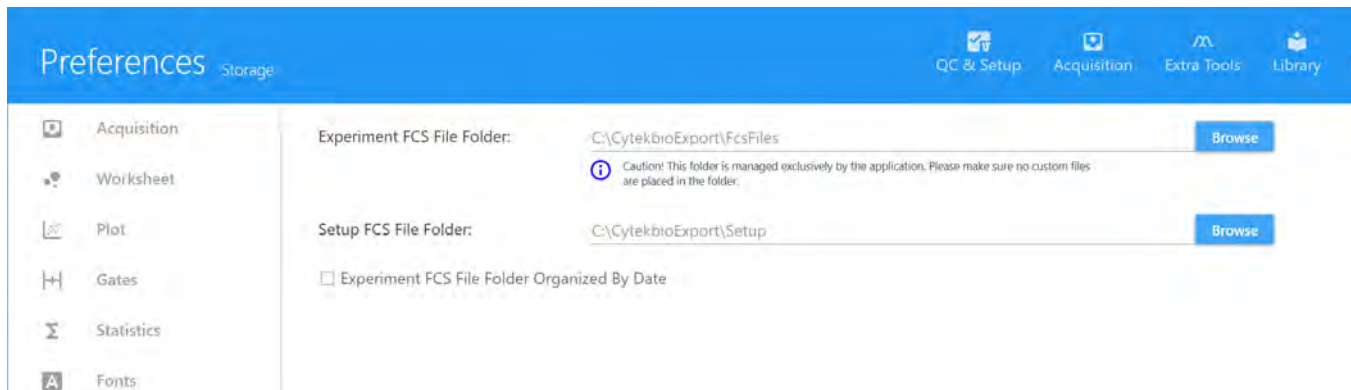 Preferences Storage
QC & Setup
Acquisition
Extra Tools
Library
Acquisition
Worksheet
Plot
Gates
Statistics
Fonts
Experiment FCS File Folder:
C:\CytekbioExport\FcsFiles
Browse
Caution! This folder is managed exclusively by the application. Please make sure no custom files
are placed in the folder.
Setup FCS File Folder:
C:\CytekbioExport\Setup
Browse
Experiment FCS File Folder Organized By Date